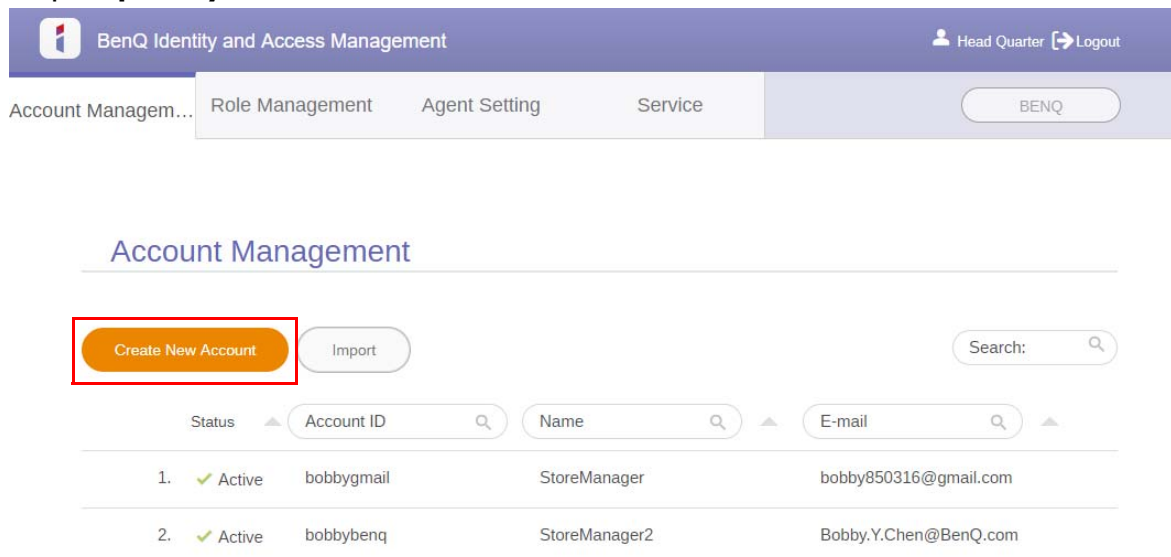 BenQ Identity and Access Management Head Quarter Logout
Account Managem... Role Management Agent Setting Service BENQ
Account Management
Create New Account Import Search:
Status Account ID Name E-mail
1. Active bobbygmail StoreManager bobby850316@gmail.com
2. Active bobbybenq StoreManager2 Bobby.Y.Chen@BenQ.com